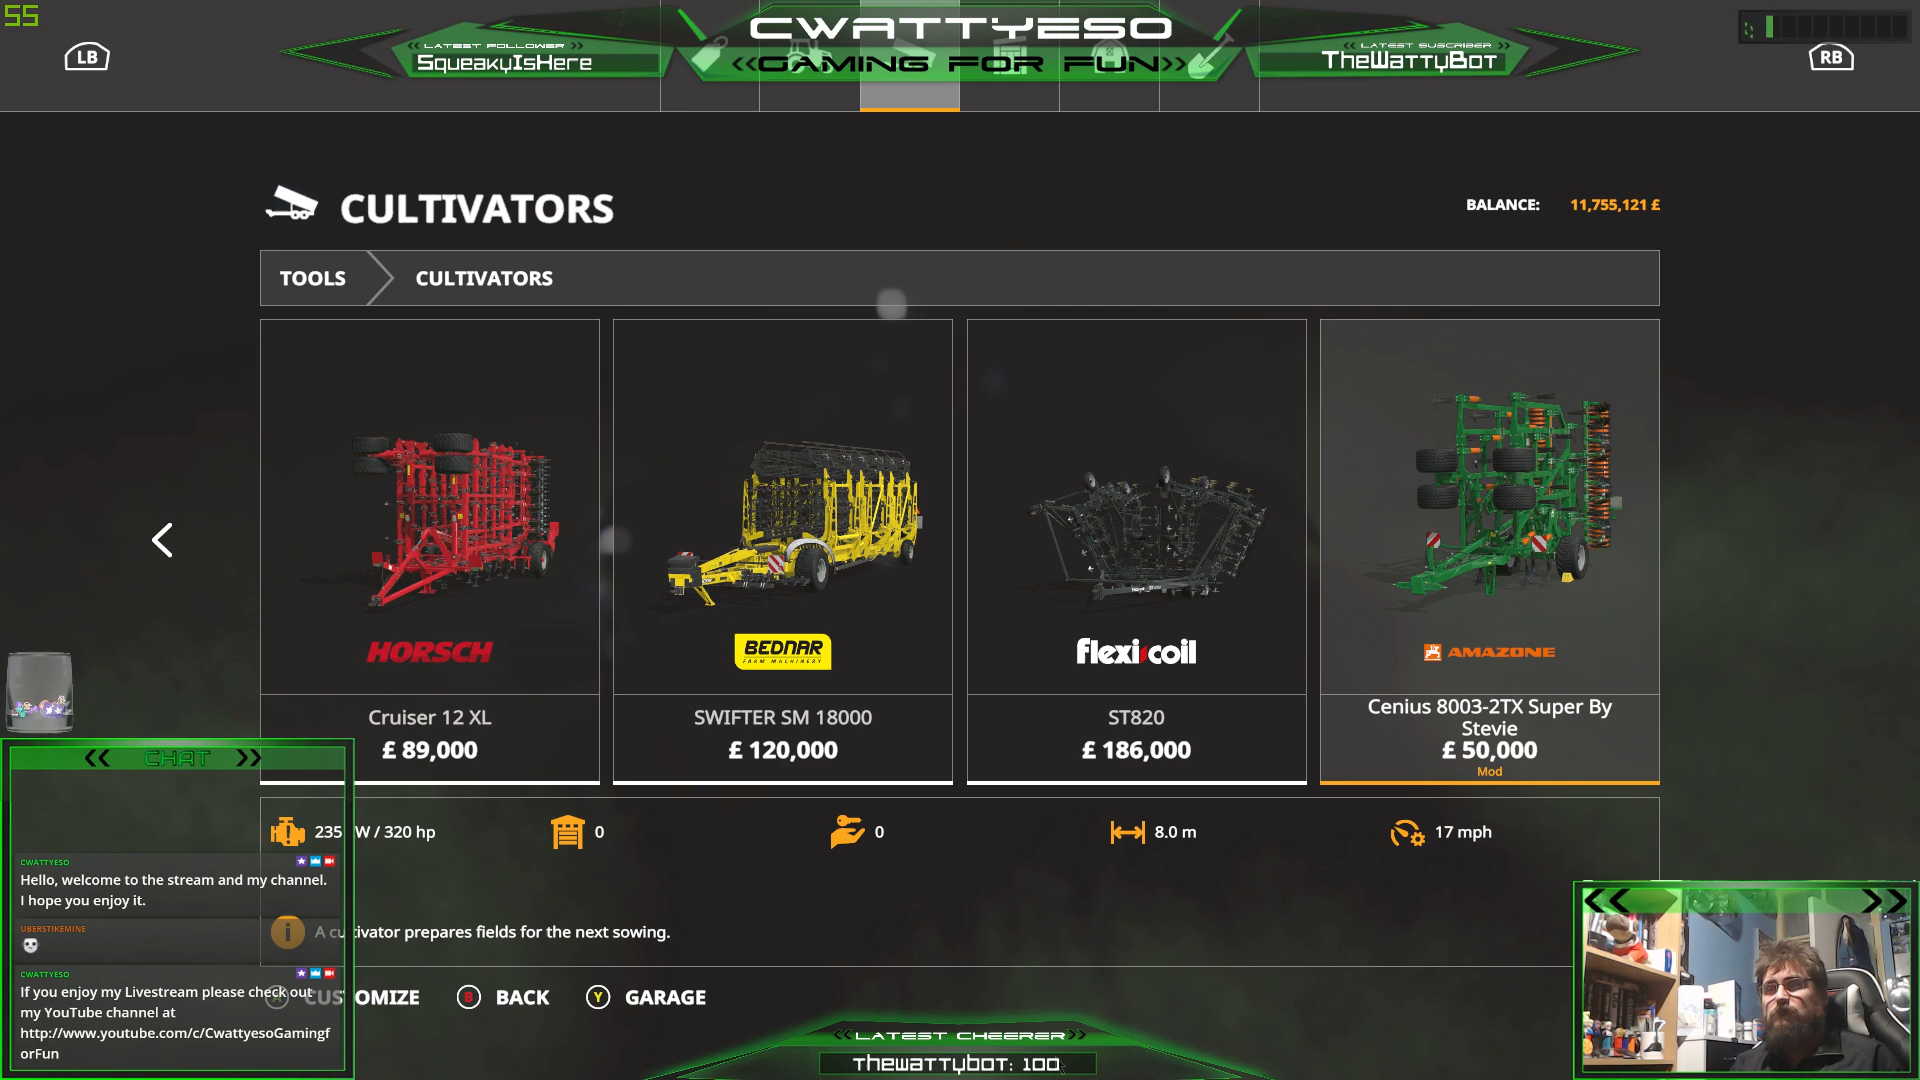 55
CWATTYESO
<<GAMING FOR FUN>>
LB
<< LATEST FOLLOWER >>
SqueakyIsHere
<< LATEST SUSCRIBER >>
TheWattyBot
RB
CULTIVATORS
BALANCE: 11,755,121 £
TOOLS CULTIVATORS
HORSCH
BEDNAR
FARM MACHINERY
flexi-coil
AMAZONE
Cruiser 12 XL
£ 89,000
SWIFTER SM 18000
£ 120,000
ST820
£ 186,000
Cenius 8003-2TX Super By
Stevie
£ 50,000
Mod
<< CHAT >>
235 W / 320 hp 0 0 8.0 m 17 mph
CWATTYESO
Hello, welcome to the stream and my channel.
I hope you enjoy it.
UBERSTIKEMINE
A cultivator prepares fields for the next sowing.
CWATTYESO
If you enjoy my Livestream please check out
my YouTube channel at
http://www.youtube.com/c/CwattyesoGamingf
orFun
A CUSTOMIZE B BACK Y GARAGE
<<LATEST CHEERER>>
thewattybot: 100